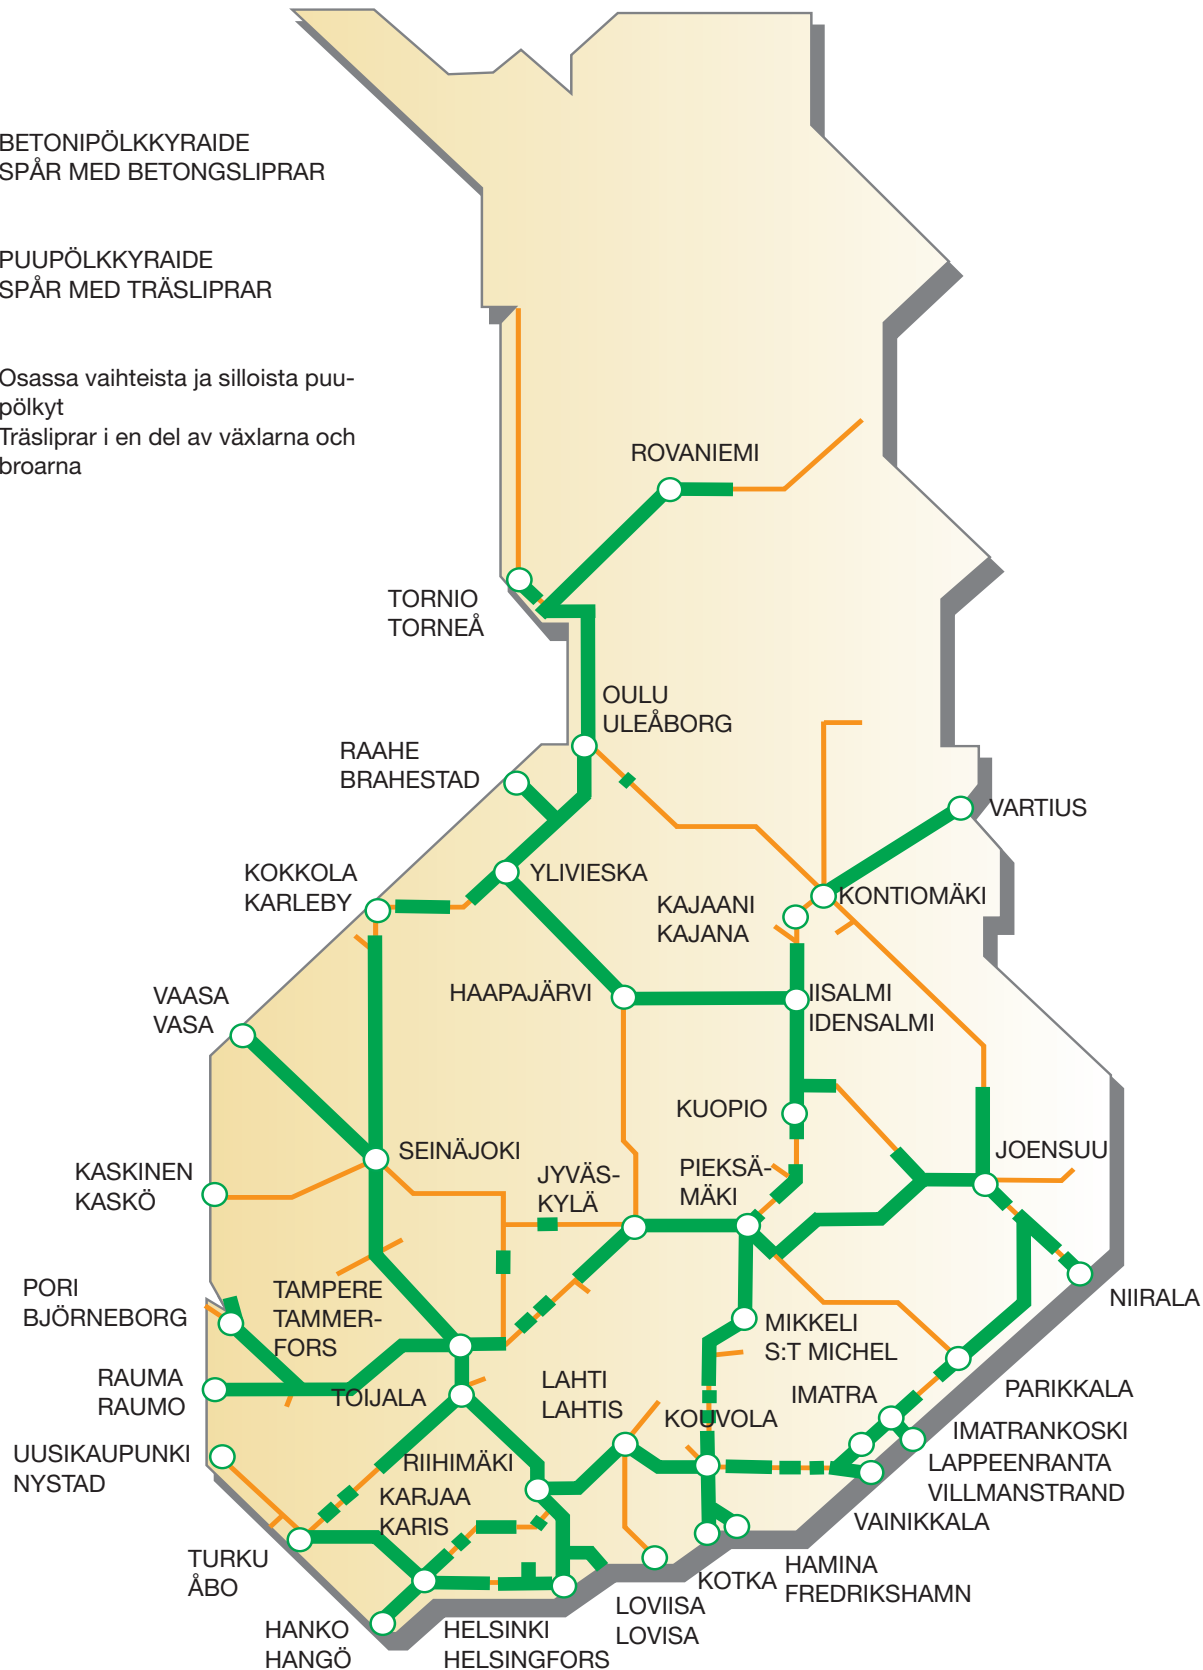 BETONIPÖLKKYRAIDE
SPÅR MED BETONGSLIPRAR
PUUPÖLKKYRAIDE
SPÅR MED TRÄSLIPRAR
Osassa vaihteista ja silloista puu-
pölkyt
Träsliprar i en del av växlarna och
broarna
ROVANIEMI
TORNIO
TORNEÅ
OULU
ULEÅBORG
RAAHE
BRAHESTAD
VARTIUS
YLIVIESKA
KOKKOLA
KARLEBY
KONTIOMÄKI
KAJAANI
KAJANA
HAAPAJÄRVI
IISALMI
IDENSALMI
VAASA
VASA
KUOPIO
SEINÄJOKI
JOENSUU
KASKINEN
KASKÖ
JYVÄS-
KYLÄ
PIEKSÄ-
MÄKI
PORI
BJÖRNEBORG
TAMPERE
TAMMER-
FORS
NIIRALA
MIKKELI
S:T MICHEL
RAUMA
RAUMO
TOIJALA
LAHTI
LAHTIS
IMATRA
PARIKKALA
KOUVOLA
IMATRANKOSKI
UUSIKAUPUNKI
NYSTAD
RIIHIMÄKI
LAPPEENRANTA
VILLMANSTRAND
KARJAA
KARIS
VAINIKKALA
TURKU
ÅBO
KOTKA
HAMINA
FREDRIKSHAMN
LOVIISA
LOVISA
HANKO
HANGÖ
HELSINKI
HELSINGFORS